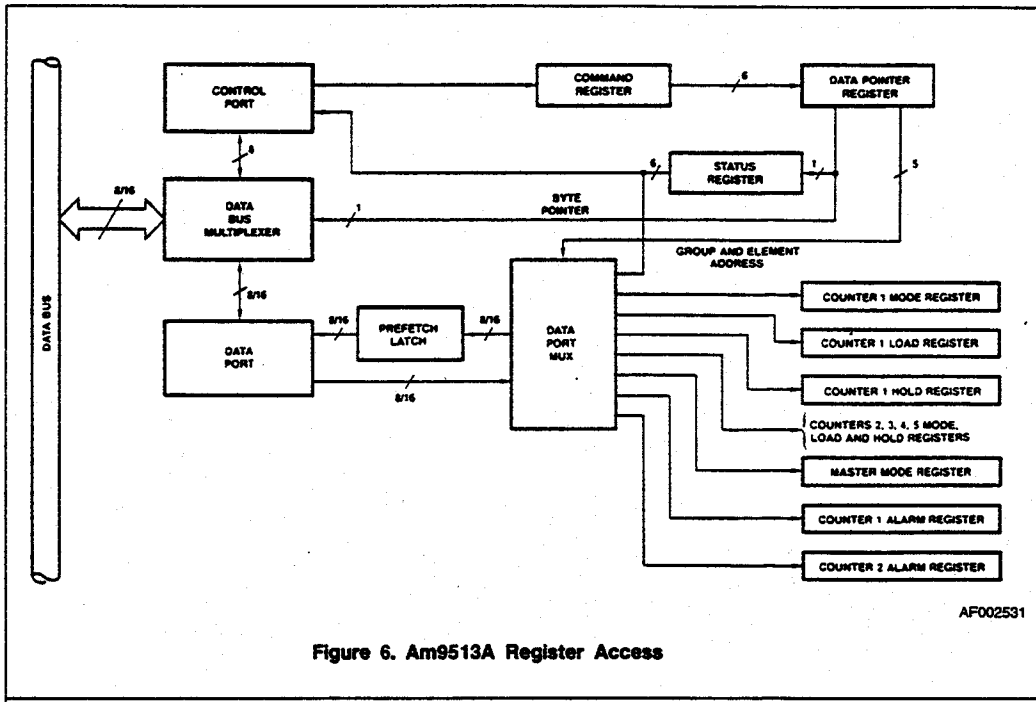 CONTROL
PORT
COMMAND
REGISTER
6
DATA POINTER
REGISTER
8
8/16
DATA
BUS
MULTIPLEXER
6
STATUS
REGISTER
1
5
1
BYTE
POINTER
GROUP AND ELEMENT
ADDRESS
8/16
DATA BUS
DATA
PORT
8/16
PREFETCH
LATCH
8/16
8/16
DATA
PORT
MUX
COUNTER 1 MODE REGISTER
COUNTER 1 LOAD REGISTER
COUNTER 1 HOLD REGISTER
COUNTERS 2, 3, 4, 5 MODE,
LOAD AND HOLD REGISTERS
MASTER MODE REGISTER
COUNTER 1 ALARM REGISTER
COUNTER 2 ALARM REGISTER
AF002531
Figure 6. Am9513A Register Access